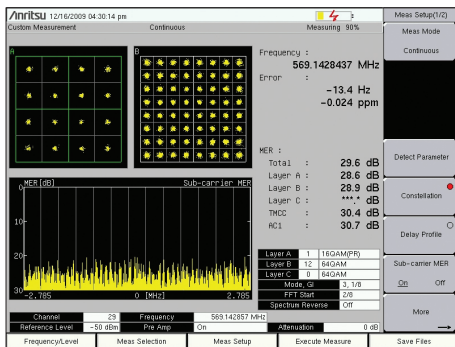 Anritsu 12/16/2009 04:30:14 pm
Meas Setup(1/2)
Custom Measurement Continuous Measuring 90%
Meas Mode
Continuous
A
B
Frequency :
569.1428437 MHz
Error :
-13.4 Hz
-0.024 ppm
MER :
Total : 29.6 dB
Layer A : 28.6 dB
Layer B : 28.9 dB
Layer C : ***.* dB
TMCC : 30.4 dB
AC1 : 30.7 dB
Detect Parameter
Constellation
Delay Profile
Sub-carrier MER
On Off
More
MER[dB] Sub-carrier MER
0
10
20
30
-2.785 0 [MHz] 2.785
Layer A 1 16QAM(PR)
Layer B 12 64QAM
Layer C 0 64QAM
Mode, GI 3, 1/8
FFT Start 2/8
Spectrum Reverse Off
Channel 29 Frequency 569.142857 MHz
Reference Level -50 dBm Pre Amp On Attenuation 0 dB
Frequency/Level Meas Selection Meas Setup Execute Measure Save Files